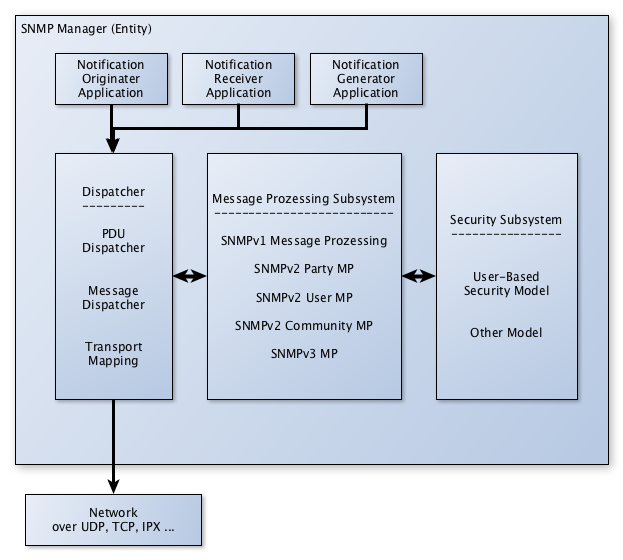 SNMP Manager (Entity)
Notification
Originater
Application
Notification
Receiver
Application
Notification
Generator
Application
Dispatcher
---------
PDU
Dispatcher
Message
Dispatcher
Transport
Mapping
Message Prozessing Subsystem
--------------------------
SNMPv1 Message Prozessing
SNMPv2 Party MP
SNMPv2 User MP
SNMPv2 Community MP
SNMPv3 MP
Security Subsystem
----------------
User-Based
Security Model
Other Model
Network
over UDP, TCP, IPX ...